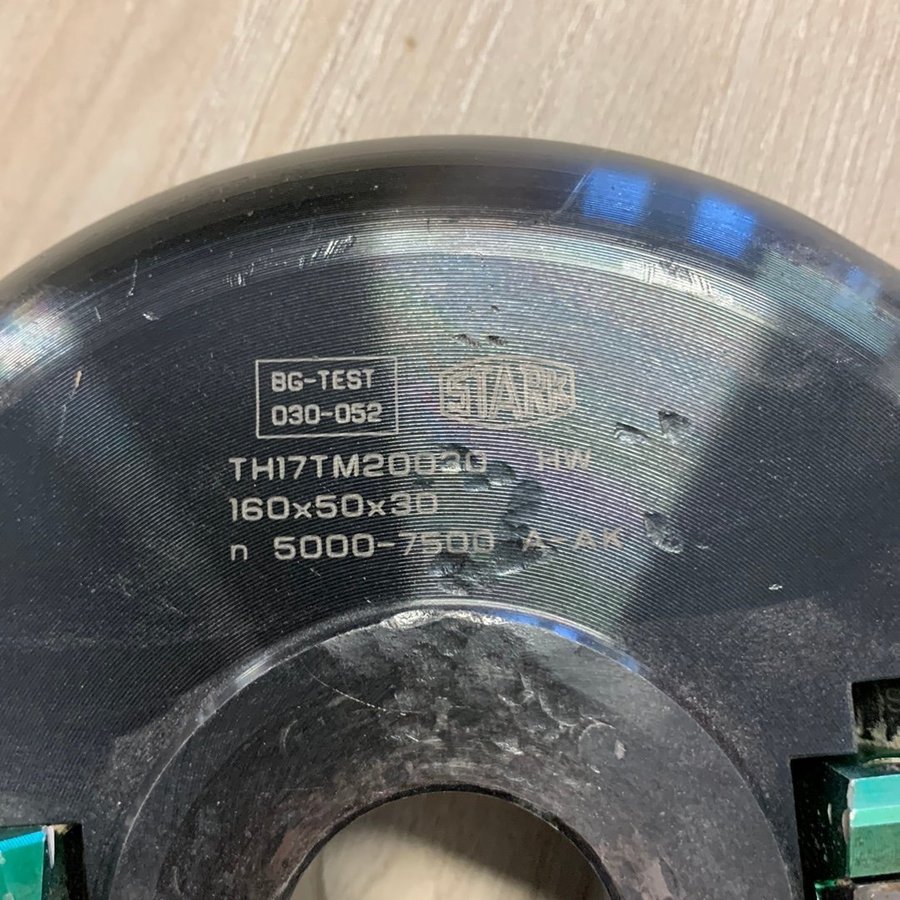 BG-TEST
030-052
STARK
TH17TM20030 HW
160x50x30
n 5000-7500 A-AK